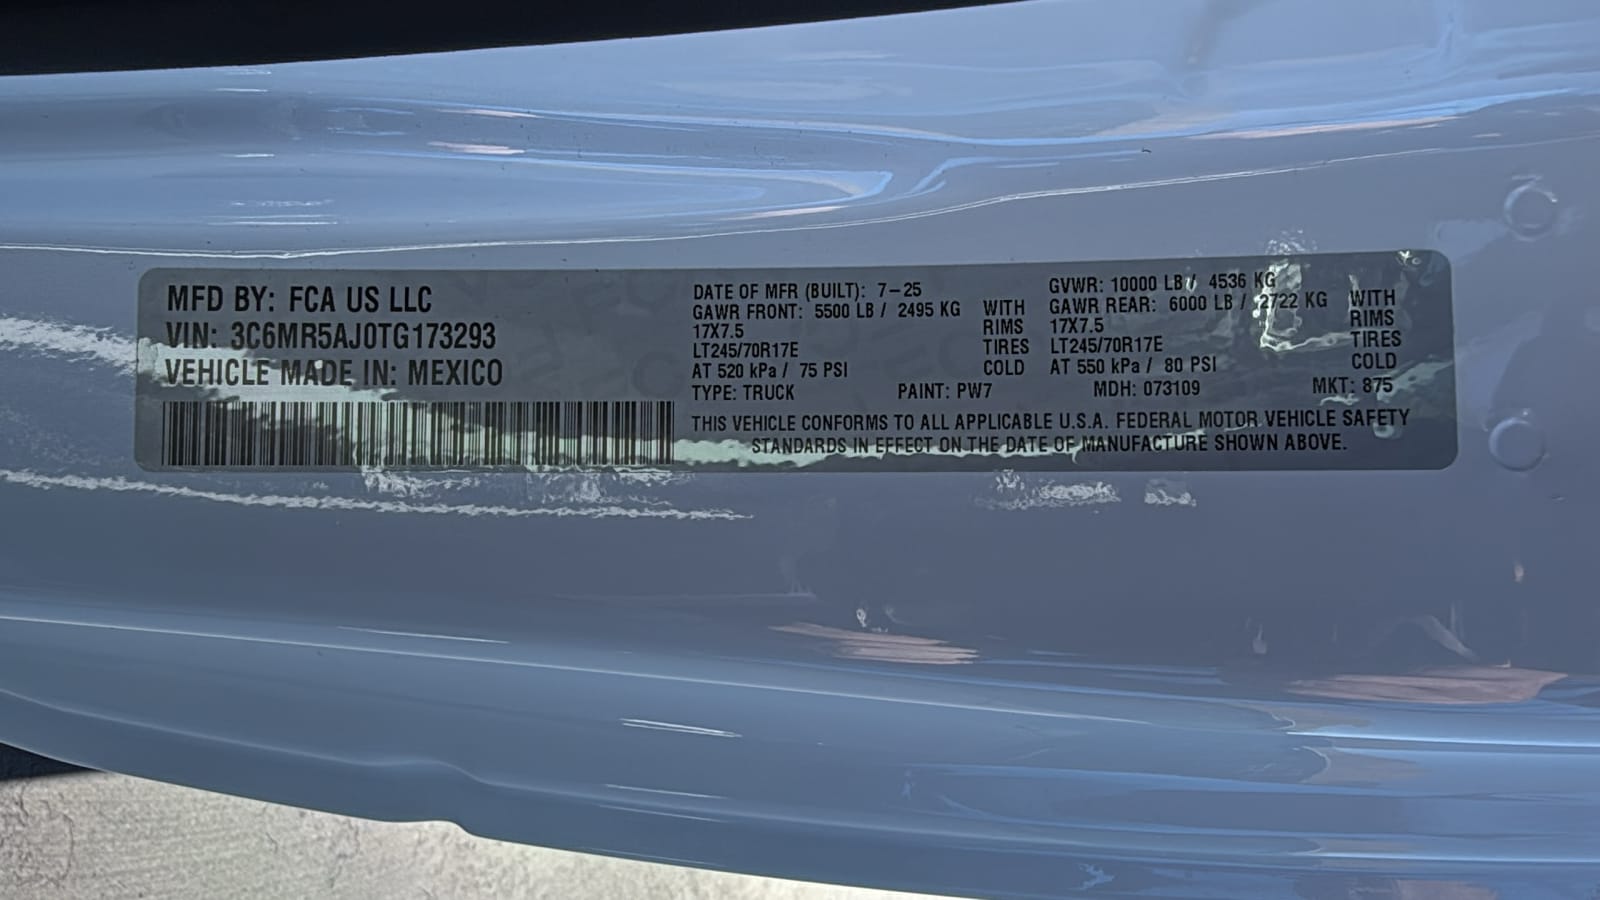 MFD BY: FCA US LLC
VIN: 3C6MR5AJ0TG173293
VEHICLE MADE IN: MEXICO
DATE OF MFR (BUILT): 7-25
GAWR FRONT: 5500 LB / 2495 KG WITH
17X7.5 RIMS
LT245/70R17E TIRES
AT 520 kPa / 75 PSI COLD
GVWR: 10000 LB / 4536 KG
GAWR REAR: 6000 LB / 2722 KG WITH
17X7.5 RIMS
LT245/70R17E TIRES
AT 550 kPa / 80 PSI COLD
TYPE: TRUCK PAINT: PW7 MDH: 073109 MKT: 875
THIS VEHICLE CONFORMS TO ALL APPLICABLE U.S.A. FEDERAL MOTOR VEHICLE SAFETY
STANDARDS IN EFFECT ON THE DATE OF MANUFACTURE SHOWN ABOVE.